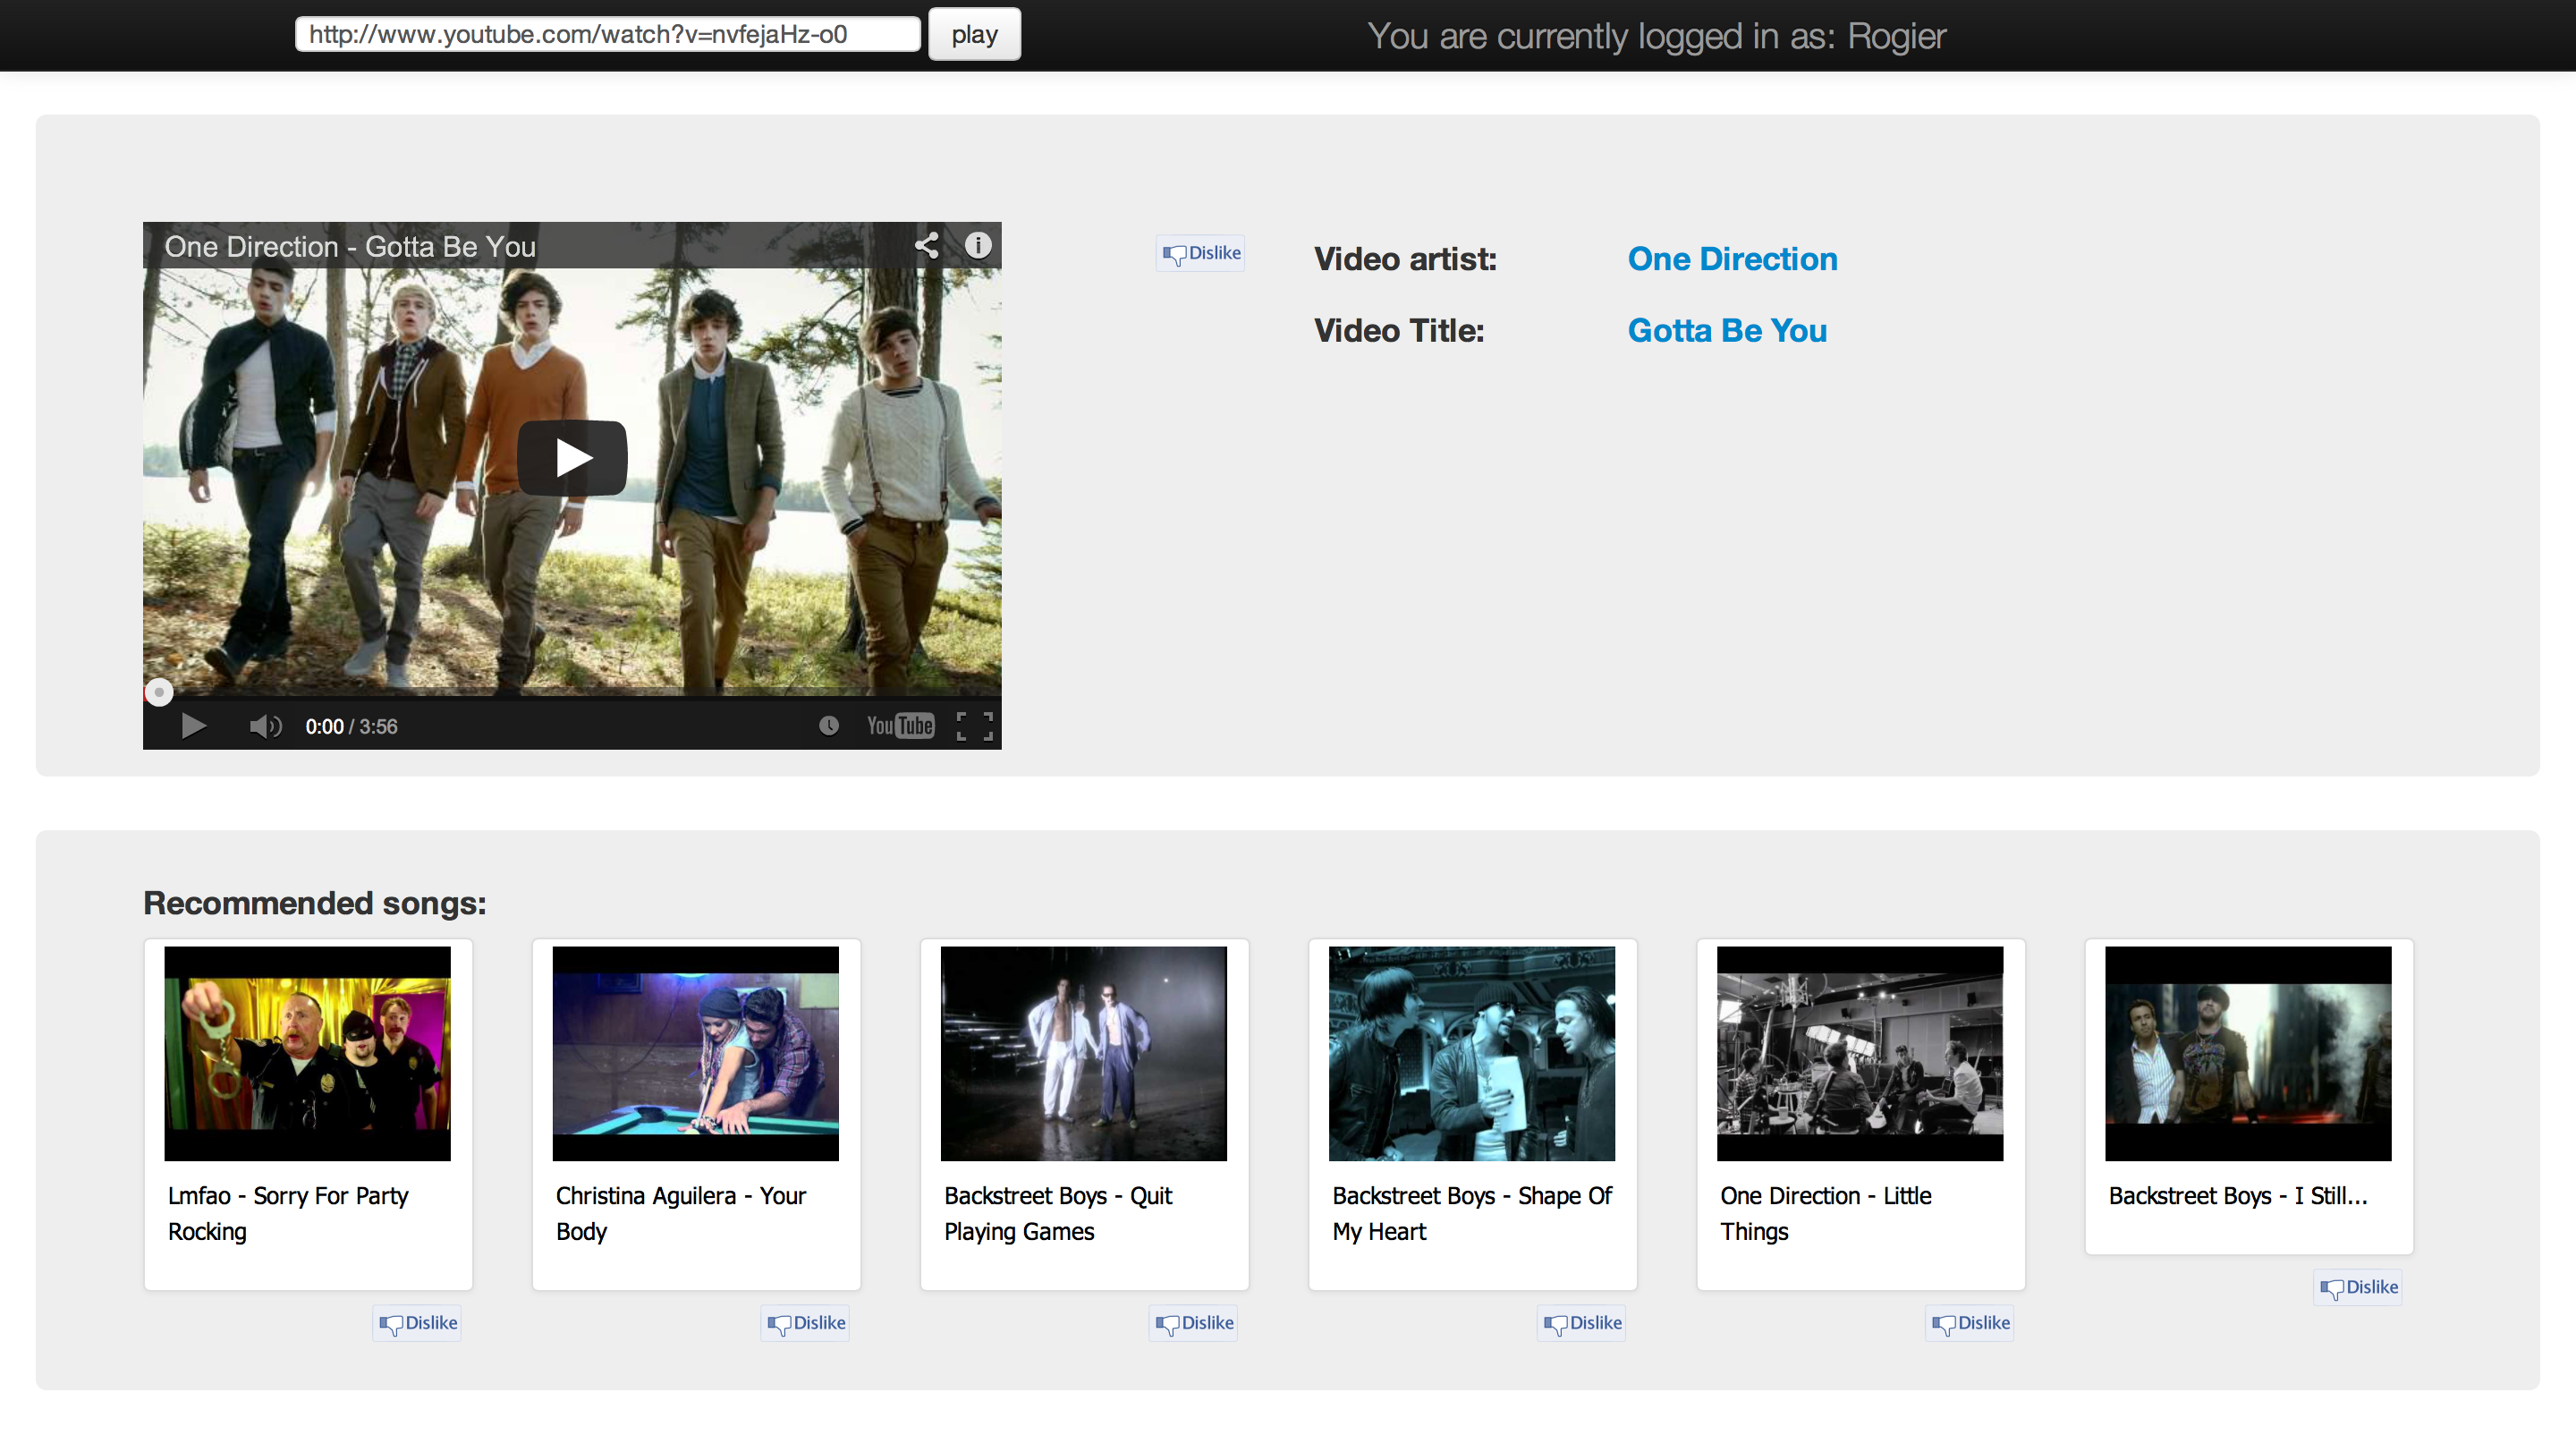 http://www.youtube.com/watch?v=nvfejaHz-o0
play
You are currently logged in as: Rogier
One Direction - Gotta Be You
Dislike
Video artist:
One Direction
Video Title:
Gotta Be You
0:00 / 3:56
YouTube
Recommended songs:
Lmfao - Sorry For Party
Rocking
Dislike
Christina Aguilera - Your
Body
Dislike
Backstreet Boys - Quit
Playing Games
Dislike
Backstreet Boys - Shape Of
My Heart
Dislike
One Direction - Little
Things
Dislike
Backstreet Boys - I Still...
Dislike